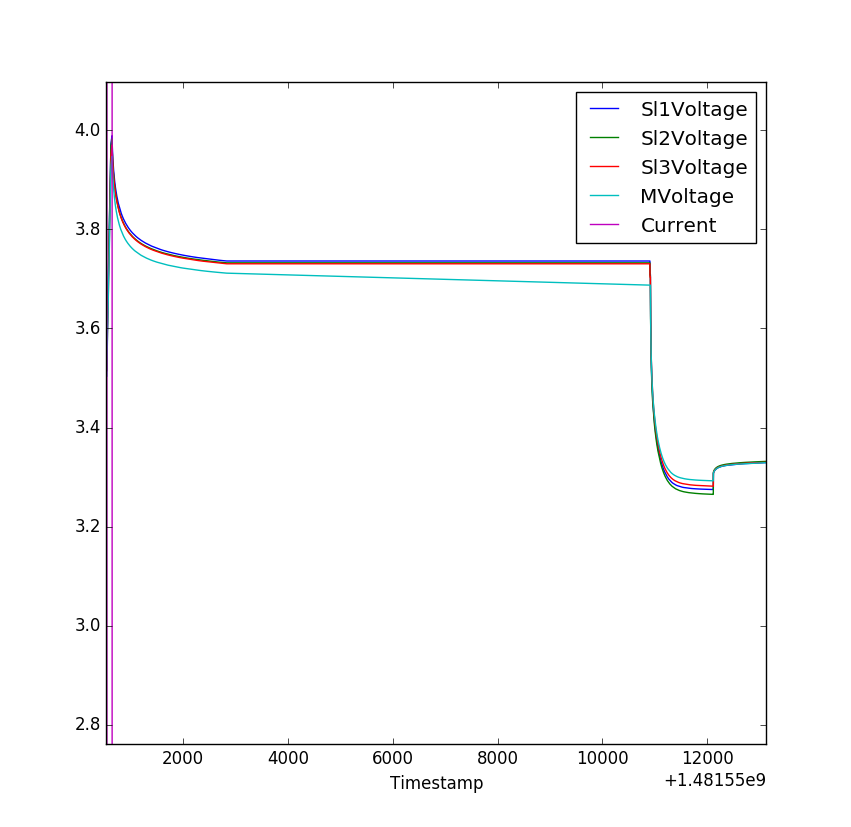 Sl1Voltage
Sl2Voltage
Sl3Voltage
MVoltage
Current
4.0
3.8
3.6
3.4
3.2
3.0
2.8
2000 4000 6000 8000 10000 12000
Timestamp +1.48155e9